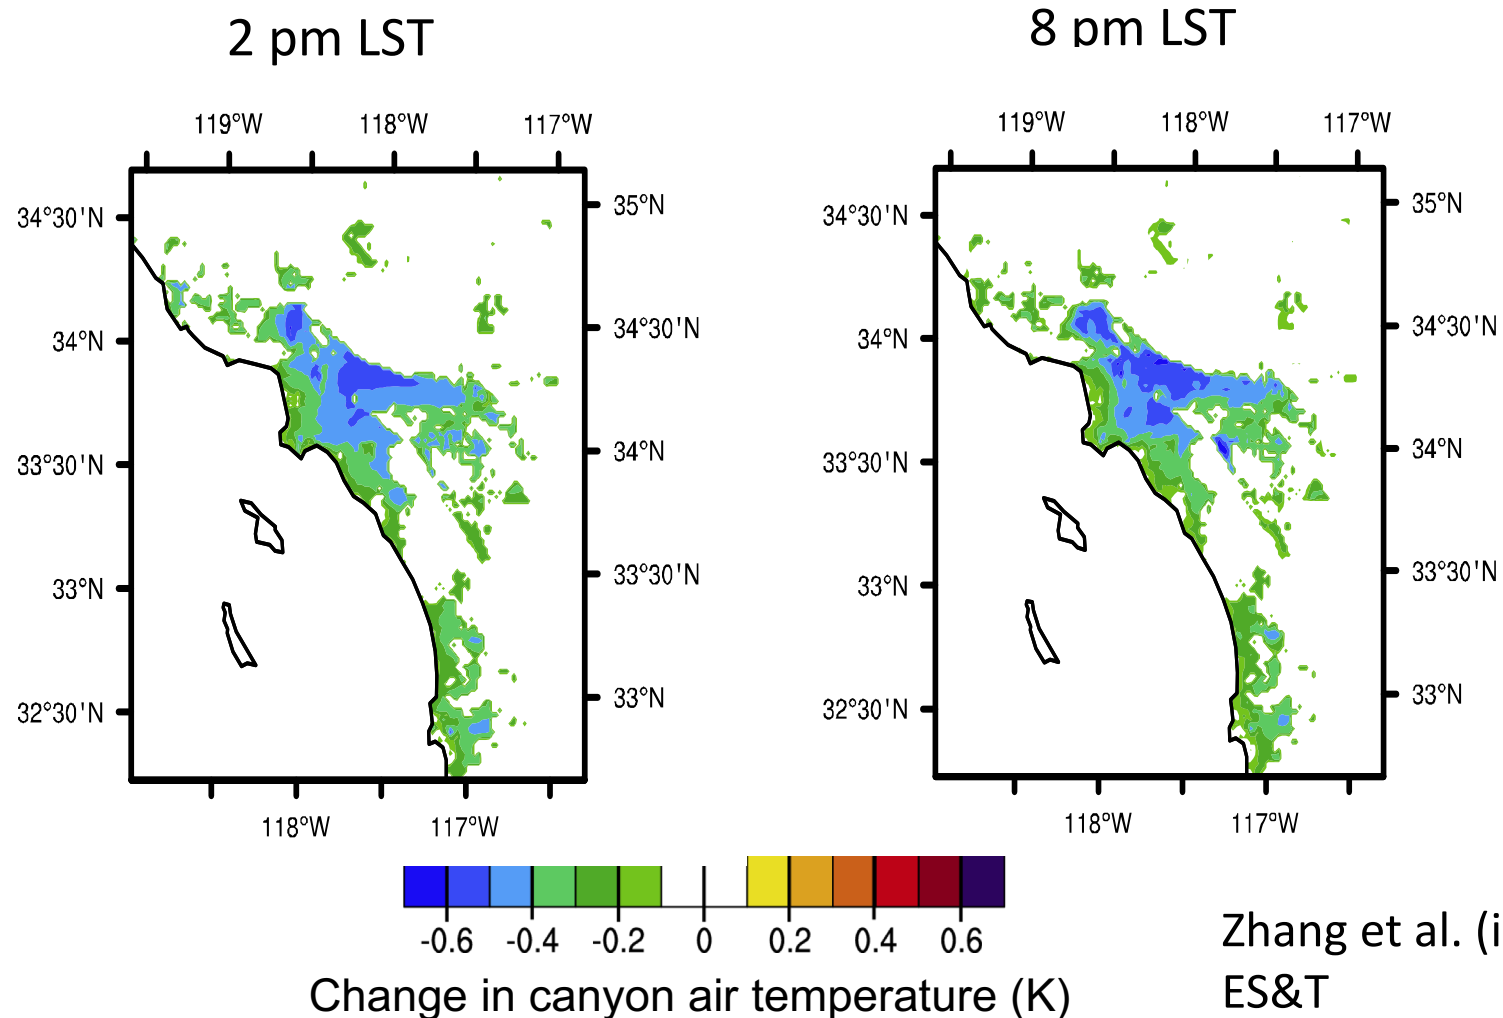 2 pm LST
8 pm LST
119°W 118°W 117°W
119°W 118°W 117°W
34°30'N 35°N
34°30'N 35°N
34°N 34°30'N
34°N 34°30'N
33°30'N 34°N
33°30'N 34°N
33°N 33°30'N
33°N 33°30'N
32°30'N 33°N
32°30'N 33°N
118°W 117°W
118°W 117°W
-0.6 -0.4 -0.2 0 0.2 0.4 0.6
Change in canyon air temperature (K)
Zhang et al. (i
ES&T